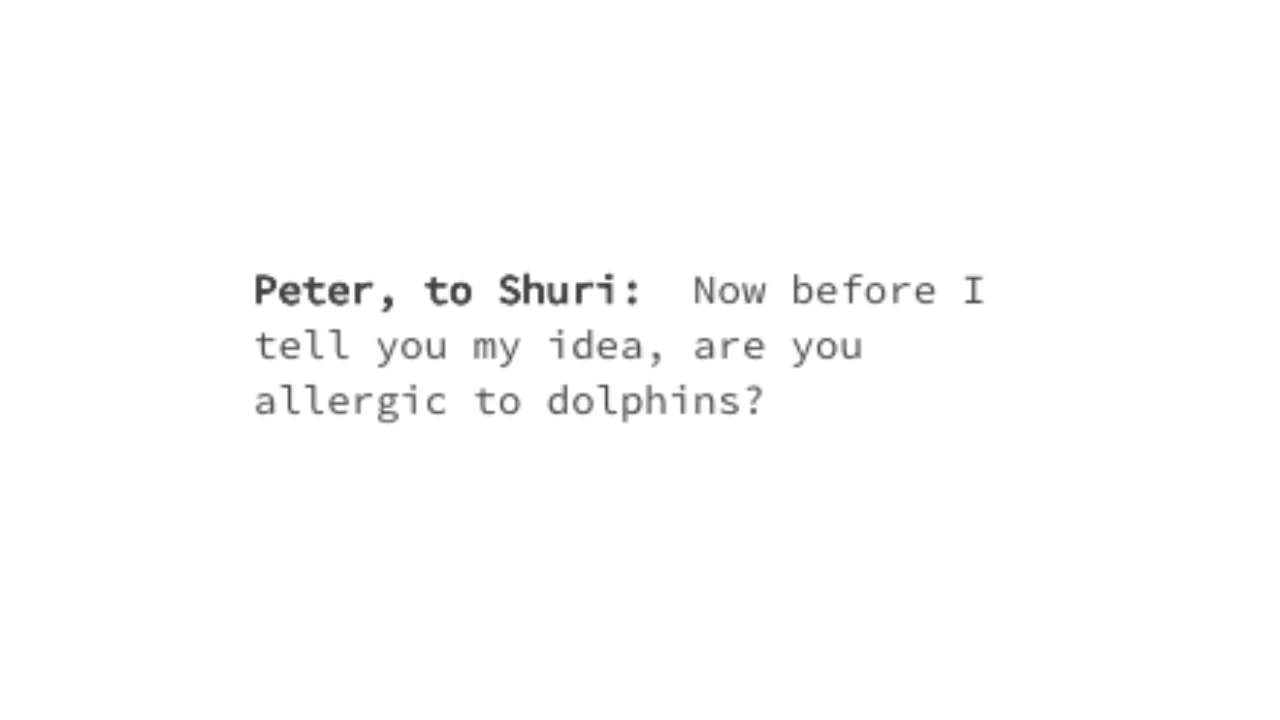 Peter, to Shuri: Now before I
tell you my idea, are you
allergic to dolphins?